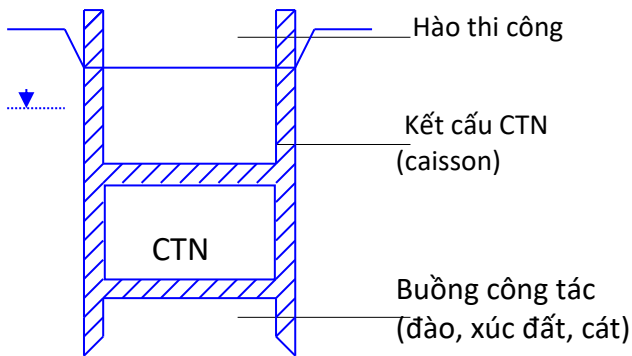 Hào thi công
Kết cấu CTN
(caisson)
CTN
Buồng công tác
(đào, xúc đất, cát)